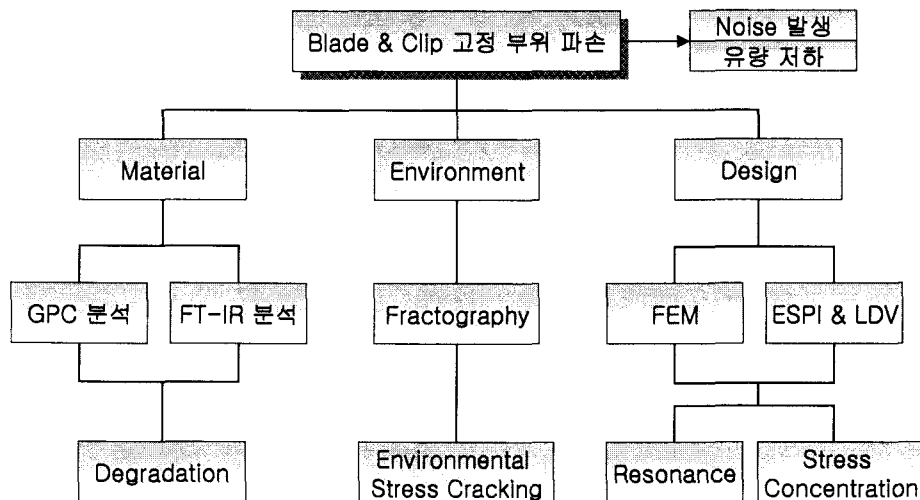 Blade & Clip 고정 부위 파손
Noise 발생
유량 저하
Material
Environment
Design
GPC 분석
FT-IR 분석
Fractography
FEM
ESPI & LDV
Degradation
Environmental
Stress Cracking
Resonance
Stress
Concentration